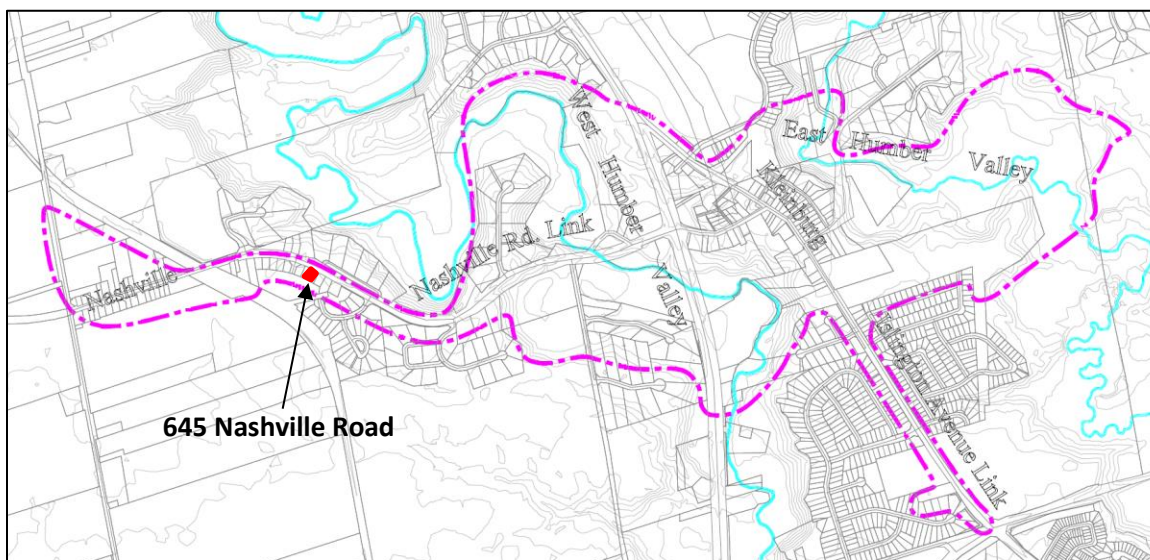 West Humber Valley
East Humber Valley
Kleinburg
Nashville Rd. Link
Nashville
Islington Avenue Link
645 Nashville Road